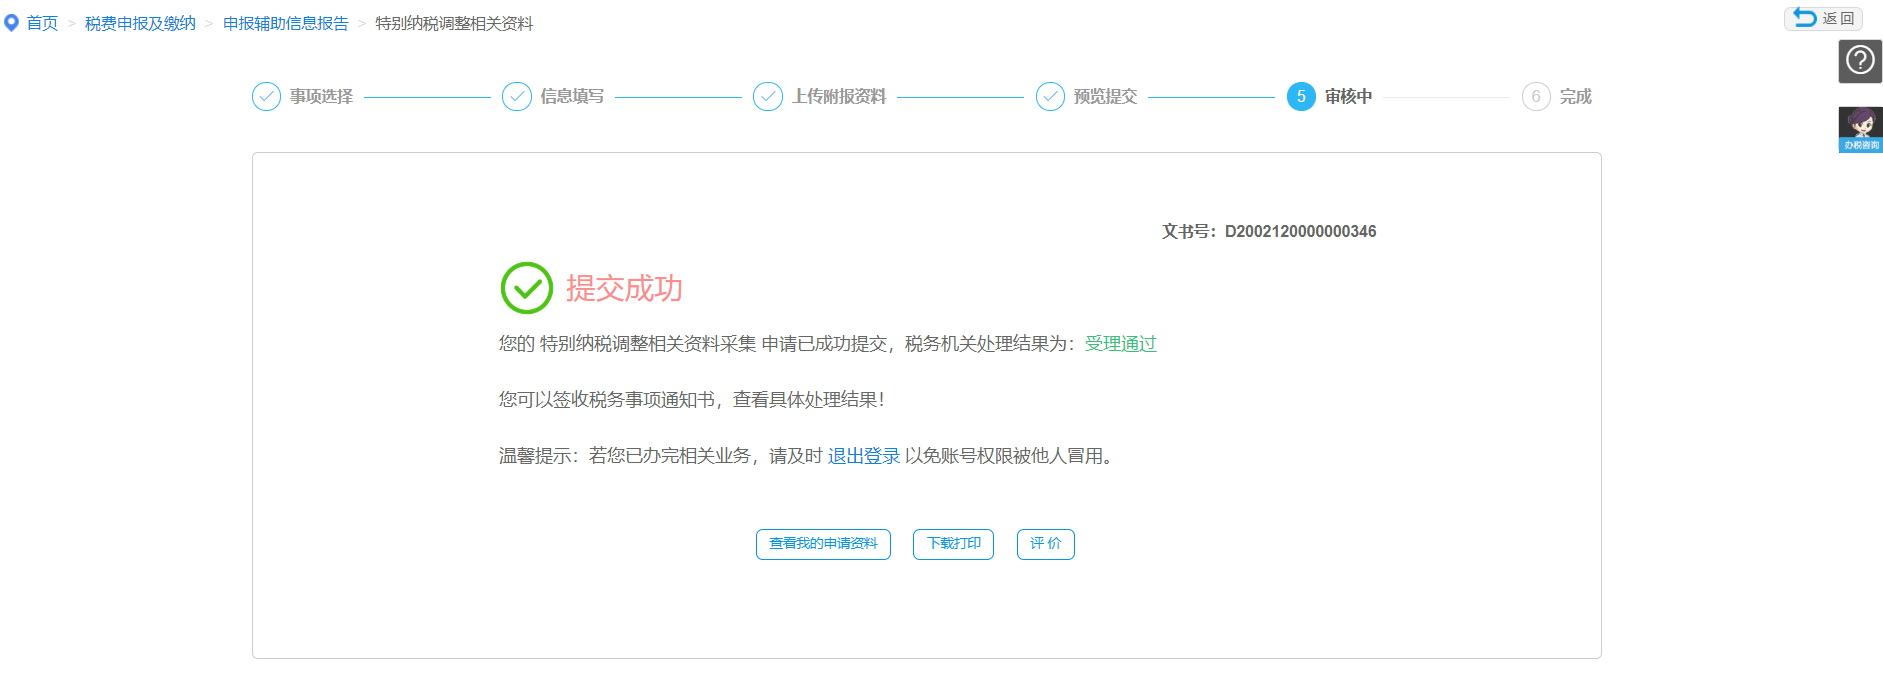 首页 > 税费申报及缴纳 > 申报辅助信息报告 > 特别纳税调整相关资料
返 回
事项选择 信息填写 上传附报资料 预览提交 5 审核中 6 完成
办税咨询
文书号：D2002120000000346
提交成功
您的 特别纳税调整相关资料采集 申请已成功提交，税务机关处理结果为：受理通过
您可以签收税务事项通知书，查看具体处理结果！
温馨提示：若您已办完相关业务，请及时 退出登录 以免账号权限被他人冒用。
查看我的申请资料 下载打印 评 价